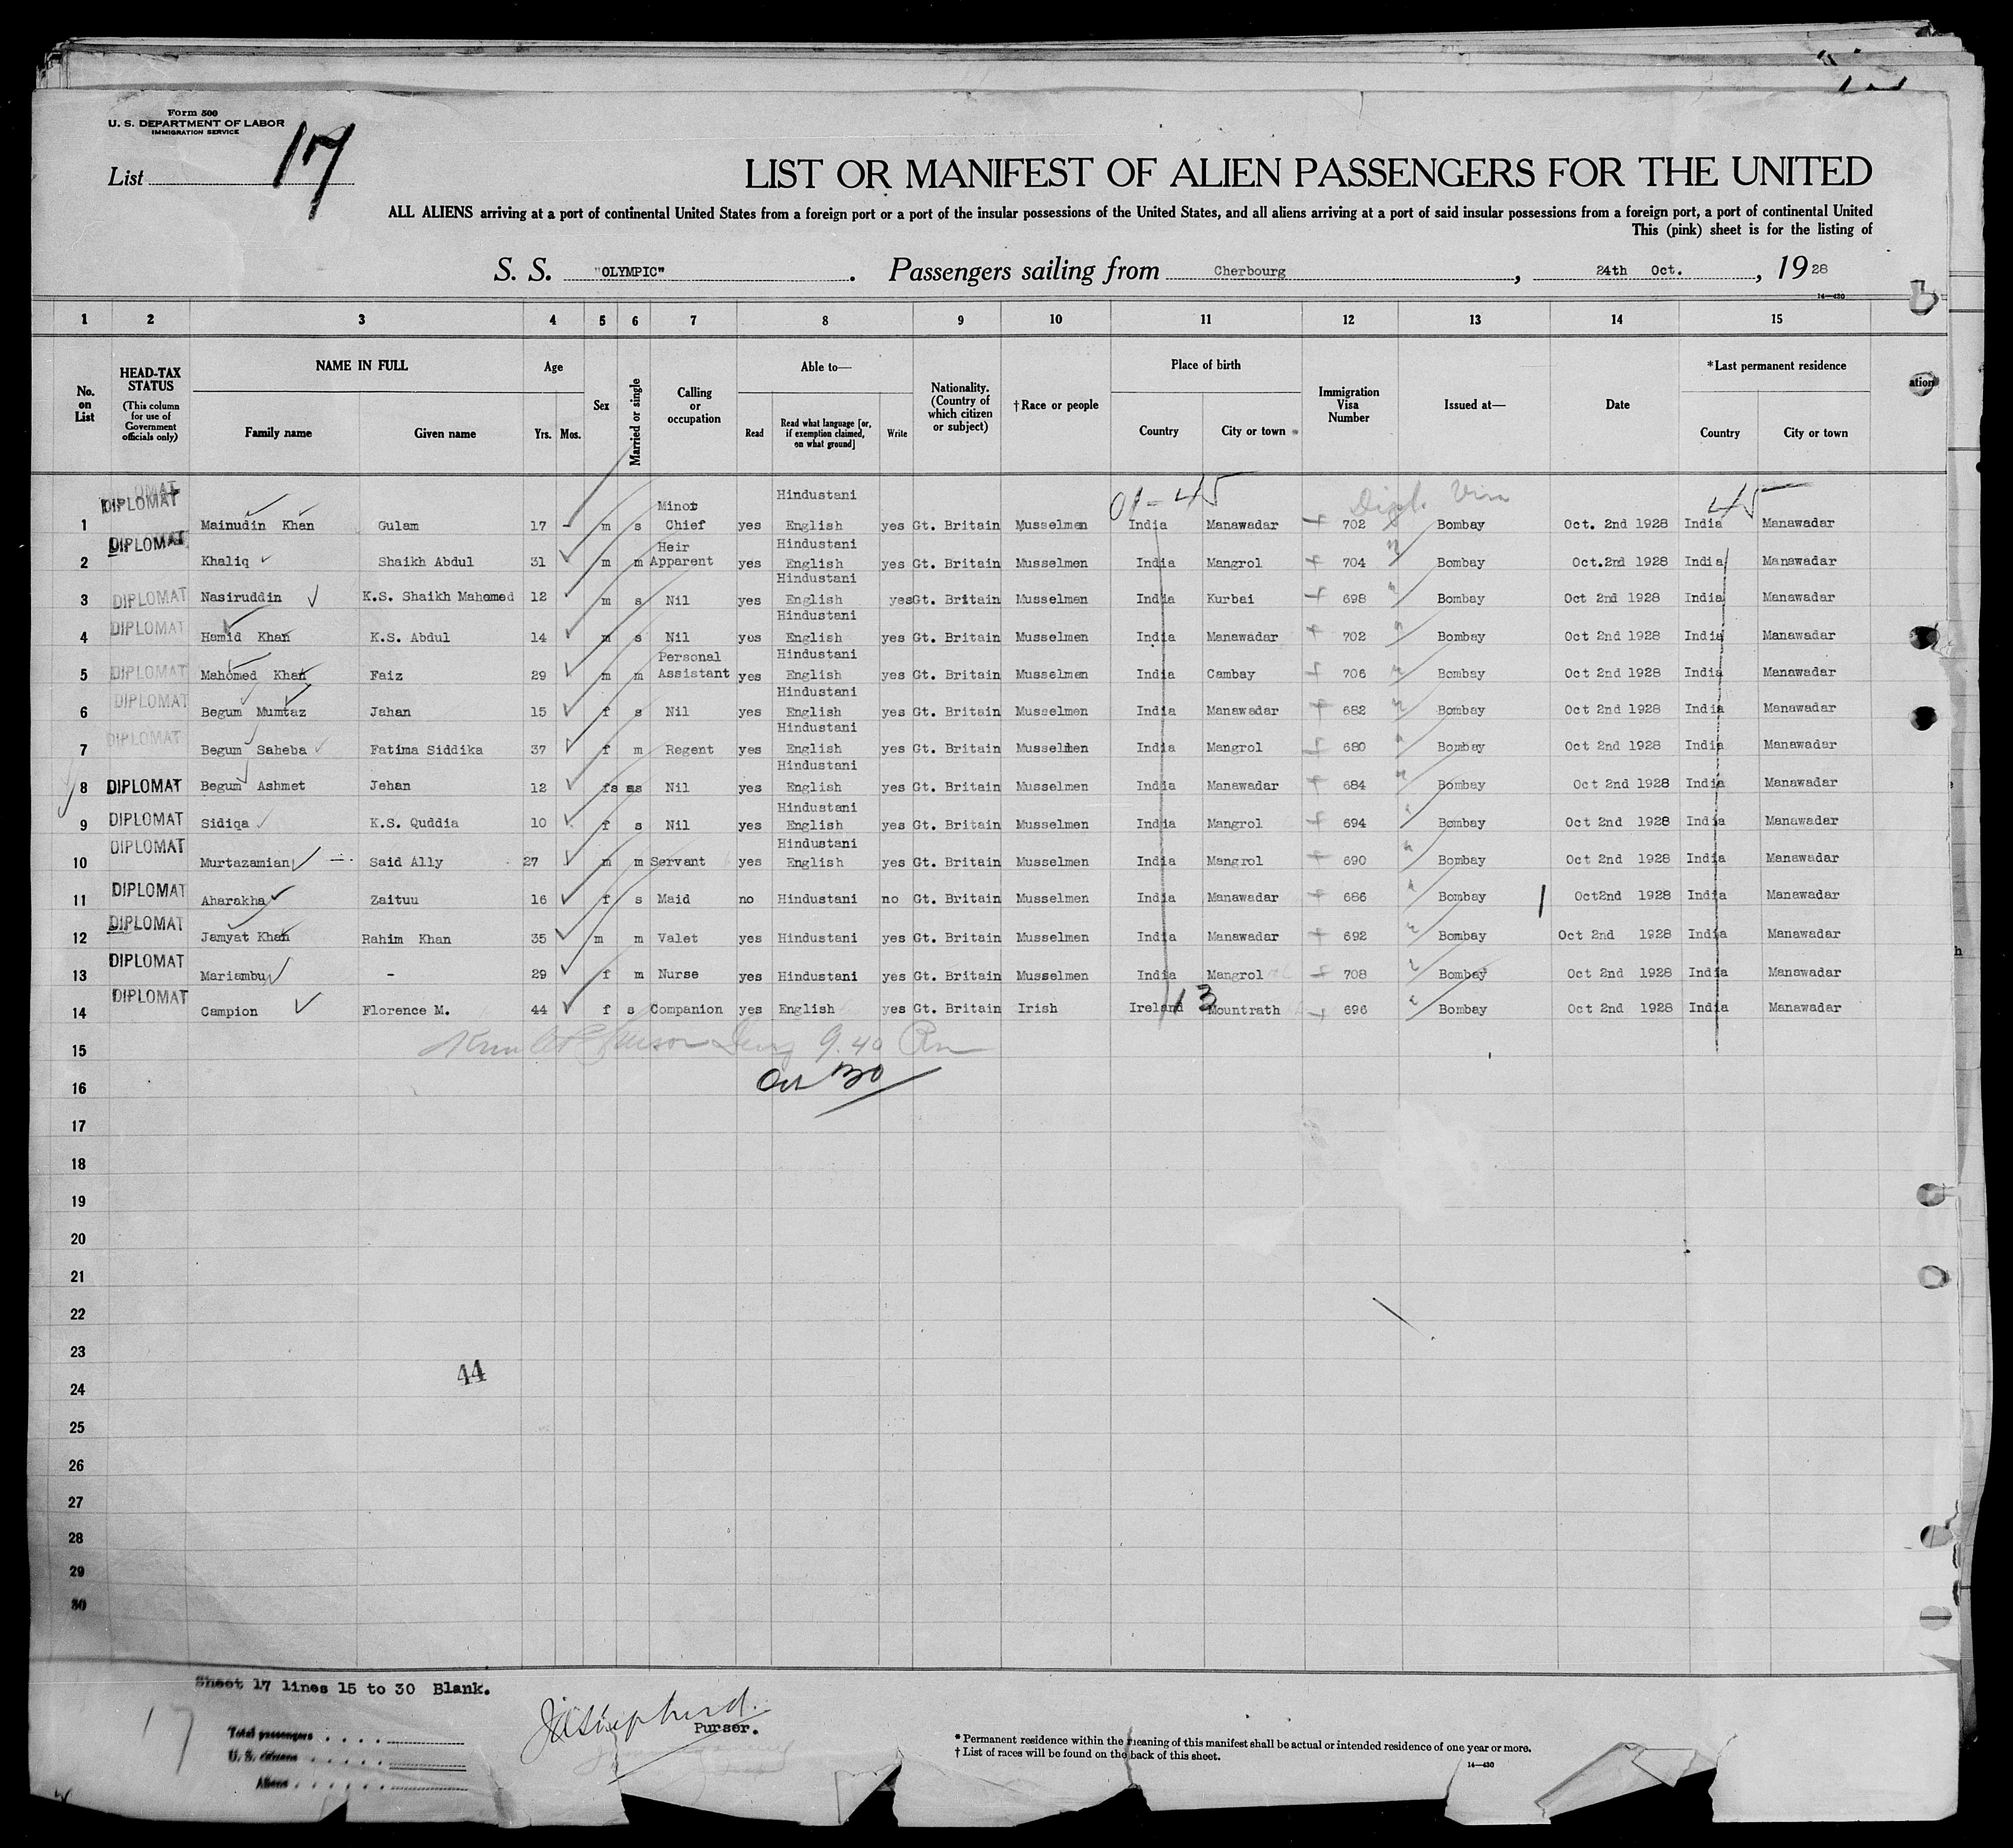 Form 500
U. S. DEPARTMENT OF LABOR
IMMIGRATION SERVICE
List 17
LIST OR MANIFEST OF ALIEN PASSENGERS FOR THE UNITED
ALL ALIENS arriving at a port of continental United States from a foreign port or a port of the insular possessions of the United States, and all aliens arriving at a port of said insular possessions from a foreign port, a port of continental United
This (pink) sheet is for the listing of
S. S. "OLYMPIC". Passengers sailing from Cherbourg, 24th Oct., 1928
14—430
1 2 3 4 5 6 7 8 9 10 11 12 13 14 15
No. on List
HEAD-TAX STATUS (This column for use of Government officials only)
NAME IN FULL Family name Given name
Age Yrs. Mos.
Sex
Married or single
Calling or occupation
Able to— Read Read what language [or, if exemption claimed, on what ground] Write
Nationality. (Country of which citizen or subject)
†Race or people
Place of birth Country City or town
Immigration Visa Number
Issued at—
Date
*Last permanent residence Country City or town
ation
01-45 Dipl. Visa 45
1 DIPLOMAT Mainudin Khan Gulam 17 - m s Minor Chief yes Hindustani English yes Gt. Britain Musselmen India Manawadar 702 Bombay Oct. 2nd 1928 India Manawadar
2 DIPLOMAT Khaliq Shaikh Abdul 31 m m Heir Apparent yes Hindustani English yes Gt. Britain Musselmen India Mangrol 704 Bombay Oct.2nd 1928 India Manawadar
3 DIPLOMAT Nasiruddin K.S. Shaikh Mahomed 12 m s Nil yes Hindustani English yes Gt. Britain Musselmen India Kurbai 698 Bombay Oct 2nd 1928 India Manawadar
4 DIPLOMAT Hamid Khan K.S. Abdul 14 m s Nil yes Hindustani English yes Gt. Britain Musselmen India Manawadar 702 Bombay Oct 2nd 1928 India Manawadar
5 DIPLOMAT Mahomed Khan Faiz 29 m m Personal Assistant yes Hindustani English yes Gt. Britain Musselmen India Cambay 706 Bombay Oct 2nd 1928 India Manawadar
6 DIPLOMAT Begum Mumtaz Jahan 15 f s Nil yes Hindustani English yes Gt. Britain Musselmen India Manawadar 682 Bombay Oct 2nd 1928 India Manawadar
7 DIPLOMAT Begum Saheba Fatima Siddika 37 f m Regent yes Hindustani English yes Gt. Britain Musselmen India Mangrol 680 Bombay Oct 2nd 1928 India Manawadar
8 DIPLOMAT Begum Ashmet Jehan 12 fs ms Nil yes Hindustani English yes Gt. Britain Musselmen India Manawadar 684 Bombay Oct 2nd 1928 India Manawadar
9 DIPLOMAT Sidiqa K.S. Quddia 10 f s Nil yes Hindustani English yes Gt. Britain Musselmen India Mangrol 694 Bombay Oct 2nd 1928 India Manawadar
10 DIPLOMAT Murtazamian Said Ally 27 m m Servant yes Hindustani English yes Gt. Britain Musselmen India Mangrol 690 Bombay Oct 2nd 1928 India Manawadar
11 DIPLOMAT Aharakha Zaituu 16 f s Maid no Hindustani no Gt. Britain Musselmen India Manawadar 686 Bombay Oct2nd 1928 India Manawadar
12 DIPLOMAT Jamyat Khan Rahim Khan 35 m m Valet yes Hindustani yes Gt. Britain Musselmen India Manawadar 692 Bombay Oct 2nd 1928 India Manawadar
13 DIPLOMAT Mariambu - 29 f m Nurse yes Hindustani yes Gt. Britain Musselmen India Mangrol 708 Bombay Oct 2nd 1928 India Manawadar
14 DIPLOMAT Campion Florence M. 44 f s Companion yes English yes Gt. Britain Irish Ireland 13 Mountrath 696 Bombay Oct 2nd 1928 India Manawadar
15 9.40
16 Oct 30
17
18
19
20
21
22
23
24 44
25
26
27
28
29
30
Sheet 17 lines 15 to 30 Blank.
17
Total passengers
U. S. citizens
Aliens
Purser.
* Permanent residence within the meaning of this manifest shall be actual or intended residence of one year or more.
† List of races will be found on the back of this sheet.
14—430